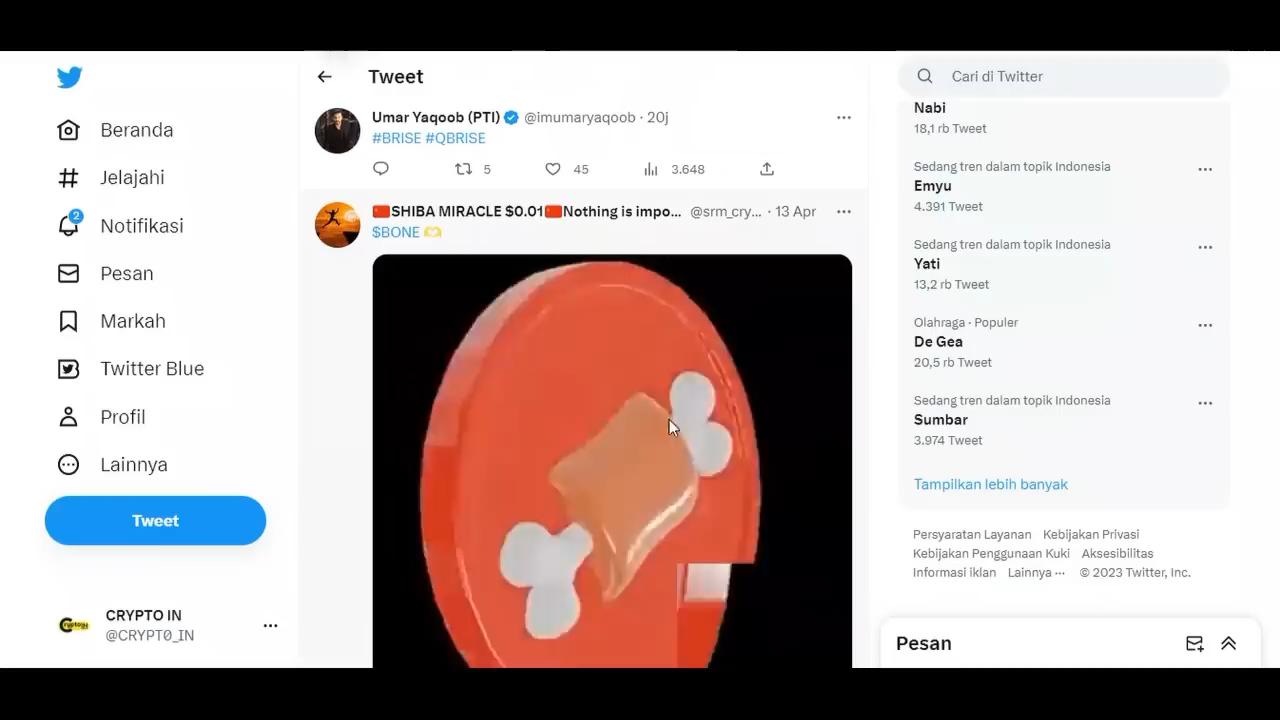 Beranda
Jelajahi
2
Notifikasi
Pesan
Markah
Twitter Blue
Profil
Lainnya
Tweet
CRYPTO IN
@CRYPT0_IN
Tweet
Umar Yaqoob (PTI) @imumaryaqoob · 20j
#BRISE #QBRISE
5 45 3.648
🇨🇳SHIBA MIRACLE $0.01🇨🇳Nothing is impo... @srm_cry... · 13 Apr
$BONE 🫶
Cari di Twitter
Nabi
18,1 rb Tweet
Sedang tren dalam topik Indonesia
Emyu
4.391 Tweet
Sedang tren dalam topik Indonesia
Yati
13,2 rb Tweet
Olahraga · Populer
De Gea
20,5 rb Tweet
Sedang tren dalam topik Indonesia
Sumbar
3.974 Tweet
Tampilkan lebih banyak
Persyaratan Layanan Kebijakan Privasi
Kebijakan Penggunaan Kuki Aksesibilitas
Informasi iklan Lainnya ··· © 2023 Twitter, Inc.
Pesan